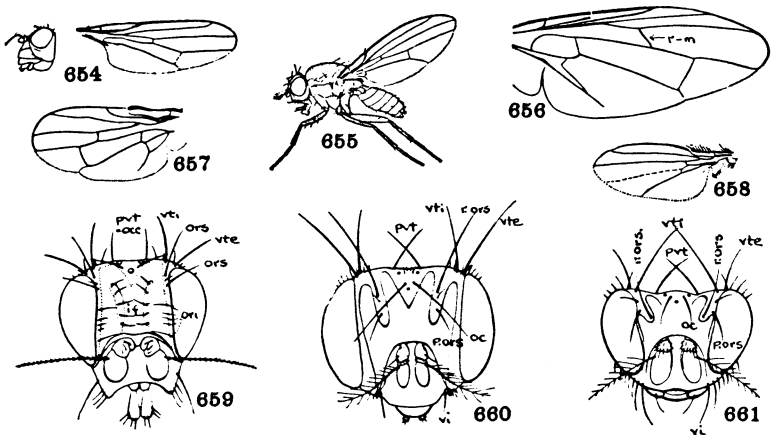 654
655
656
r-m
657
658
pvt
occ
vti
ors
vte
ors
if
ori
659
pvt
vti
r.ors
vte
p.ors
oc
vi
660
r.ors.
vti
pvt
r.ors
vte
oc
p.ors
vi
661